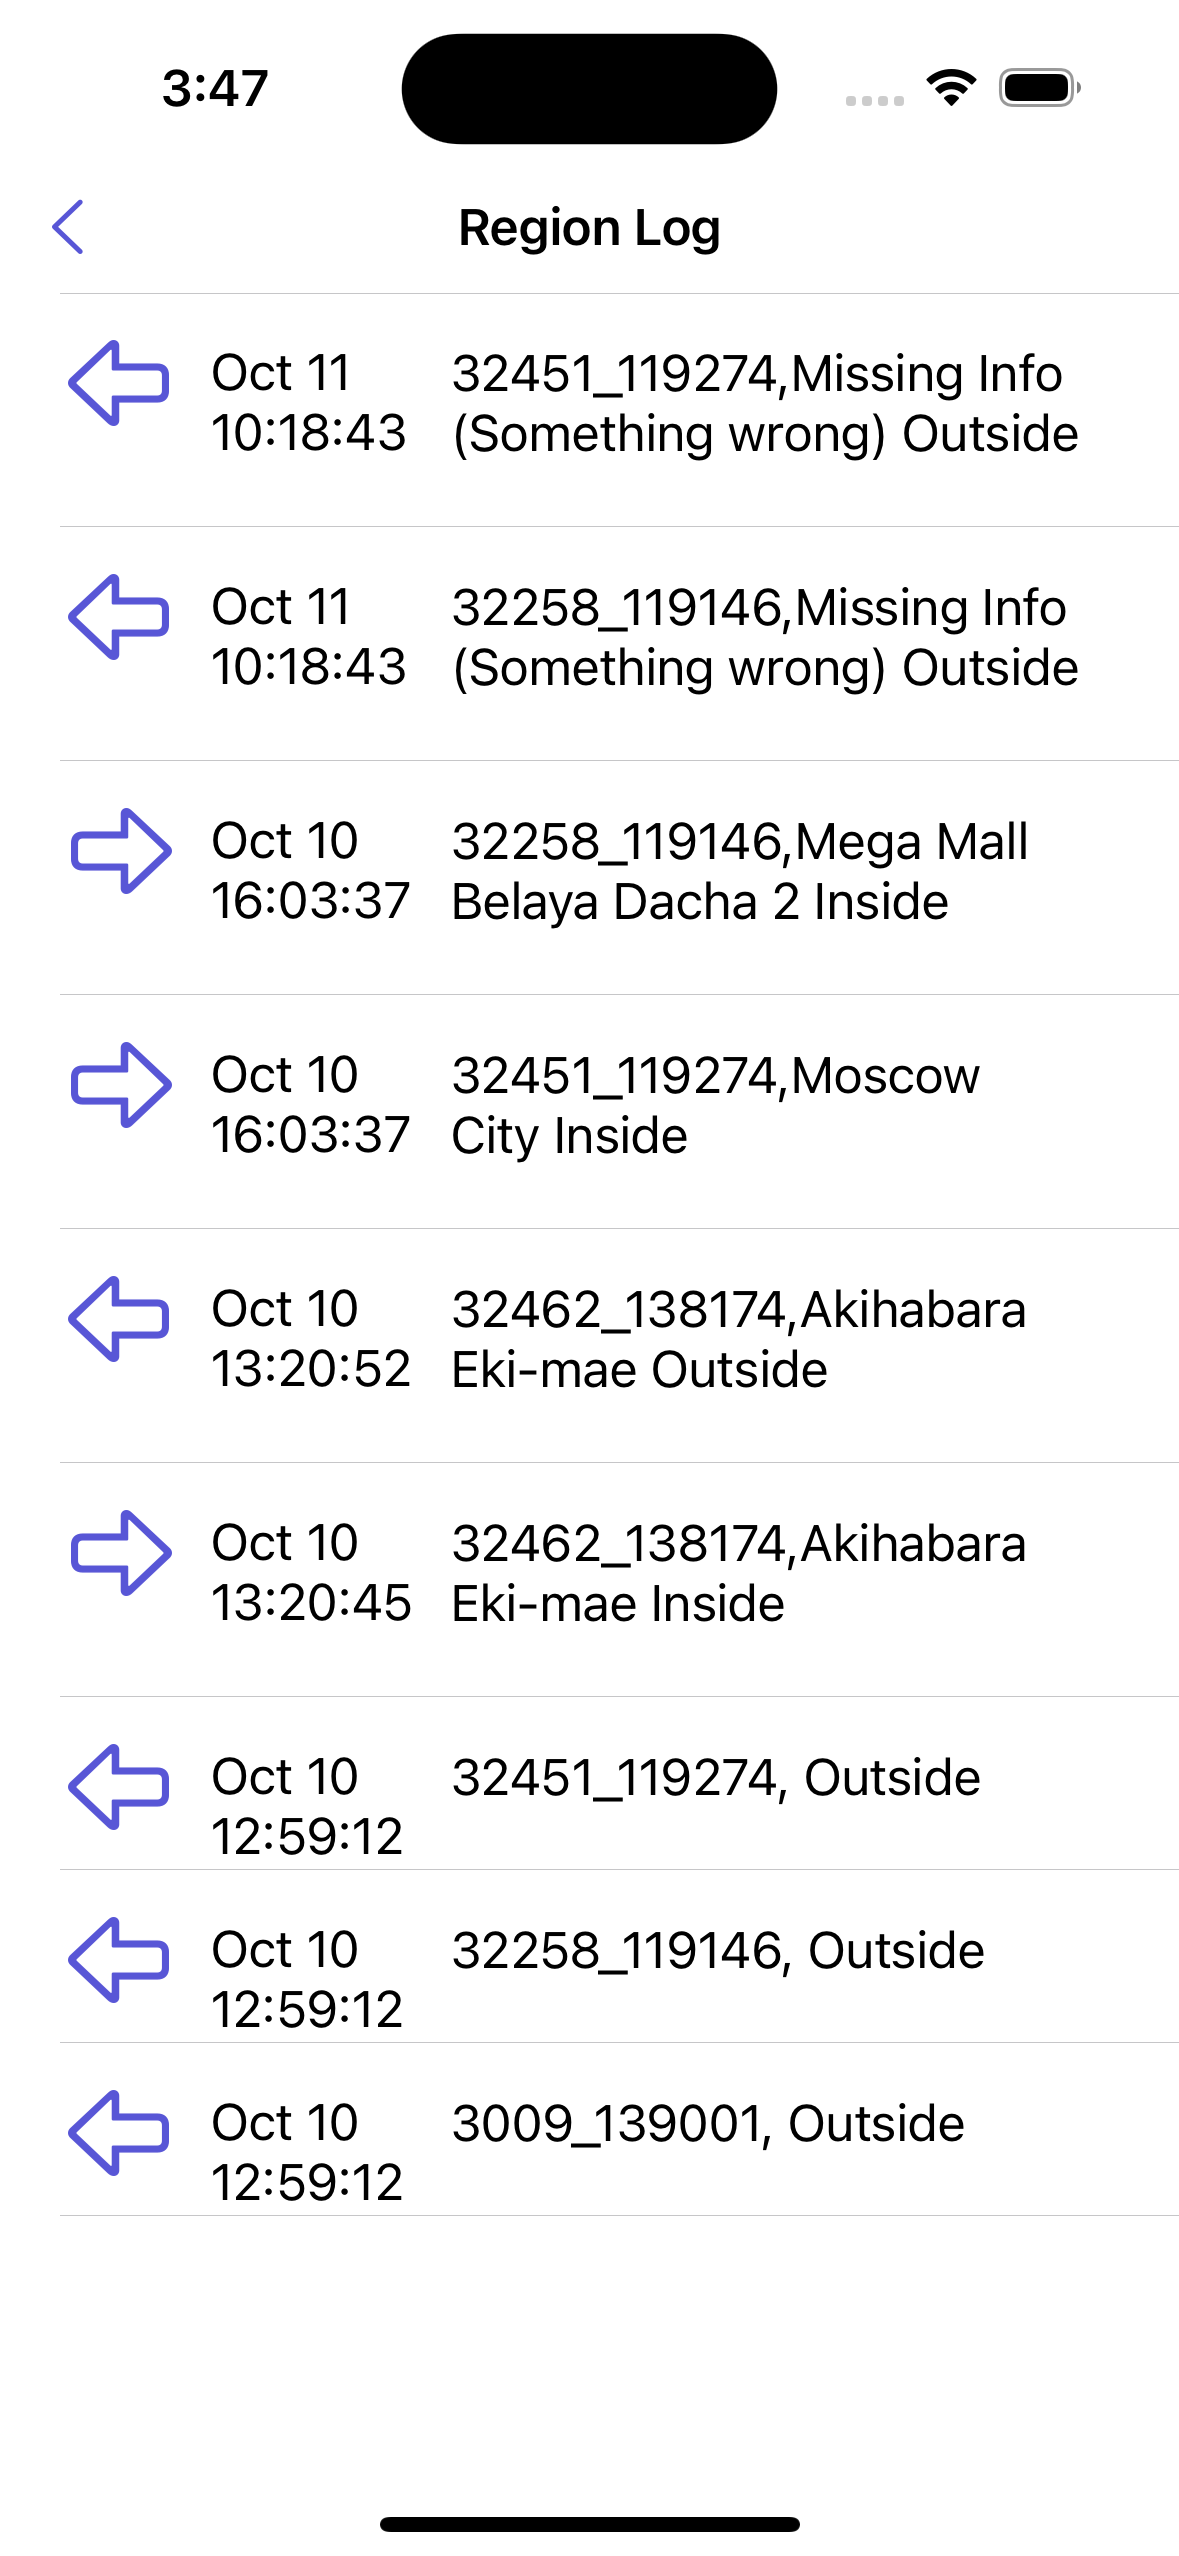 3:47
Region Log
Oct 11
10:18:43
32451_119274,Missing Info
(Something wrong) Outside
Oct 11
10:18:43
32258_119146,Missing Info
(Something wrong) Outside
Oct 10
16:03:37
32258_119146,Mega Mall
Belaya Dacha 2 Inside
Oct 10
16:03:37
32451_119274,Moscow
City Inside
Oct 10
13:20:52
32462_138174,Akihabara
Eki-mae Outside
Oct 10
13:20:45
32462_138174,Akihabara
Eki-mae Inside
Oct 10
12:59:12
32451_119274, Outside
Oct 10
12:59:12
32258_119146, Outside
Oct 10
12:59:12
3009_139001, Outside